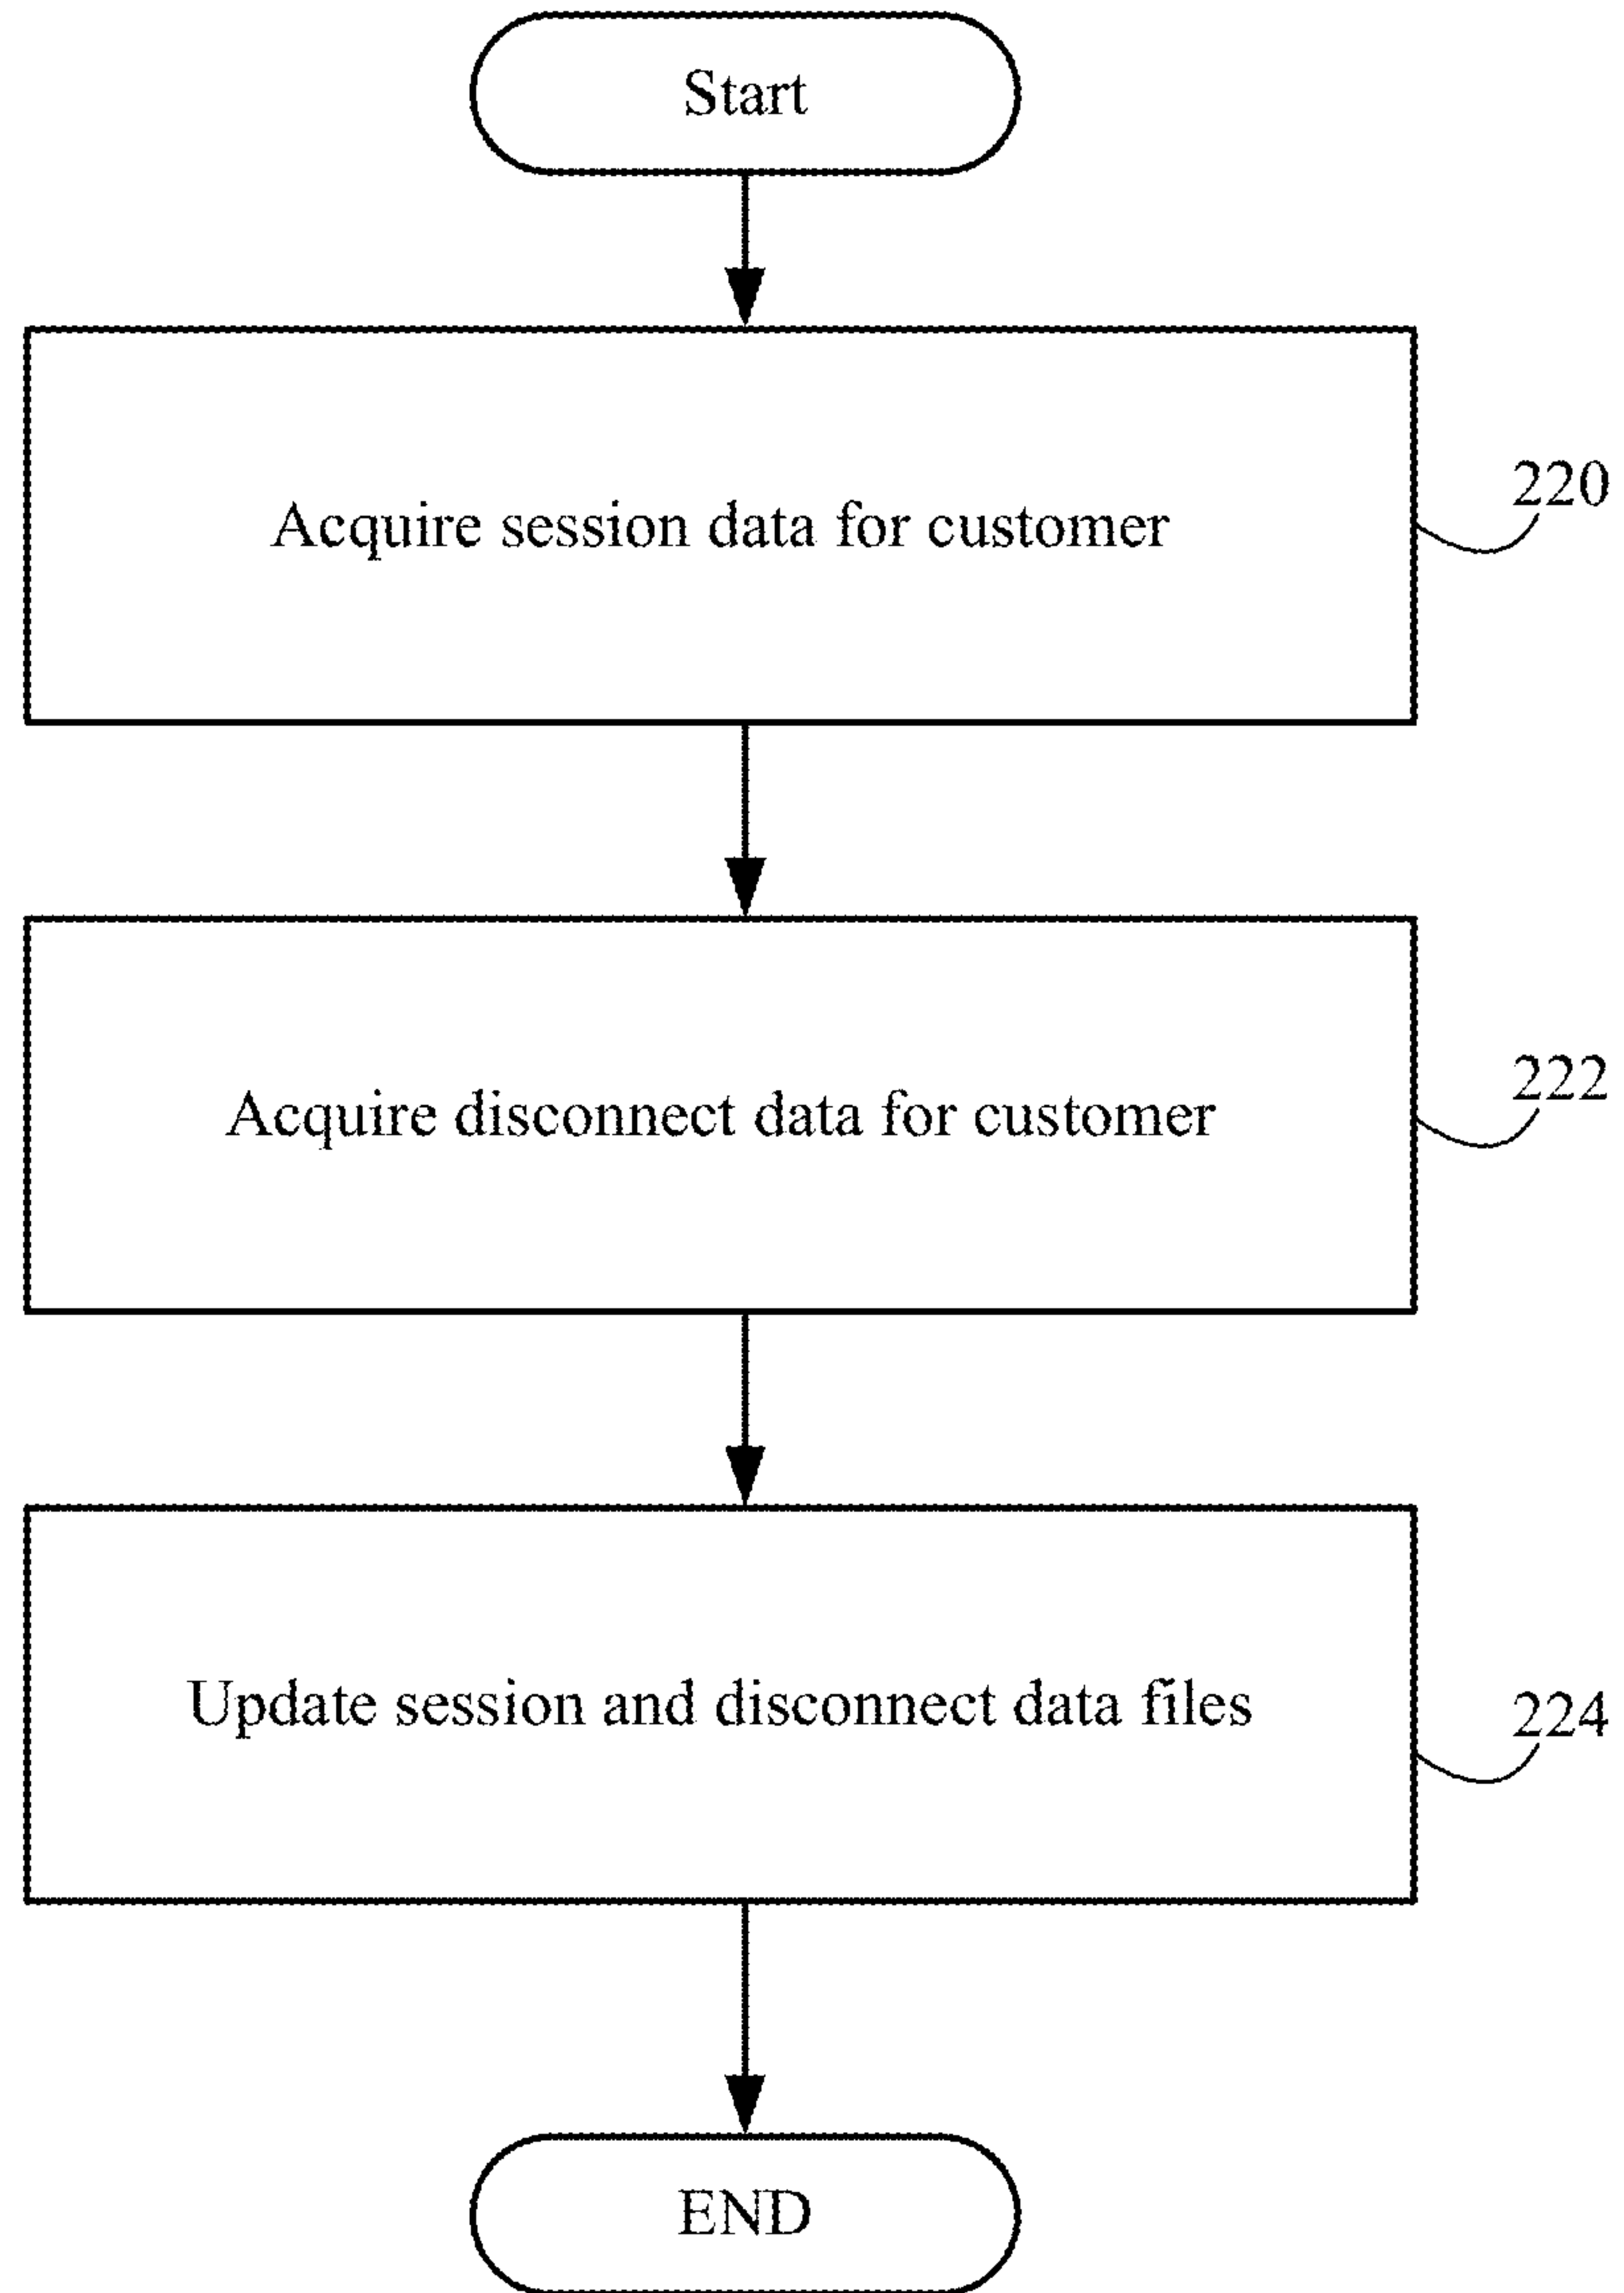 Start
Acquire session data for customer
220
Acquire disconnect data for customer
222
Update session and disconnect data files
224
END